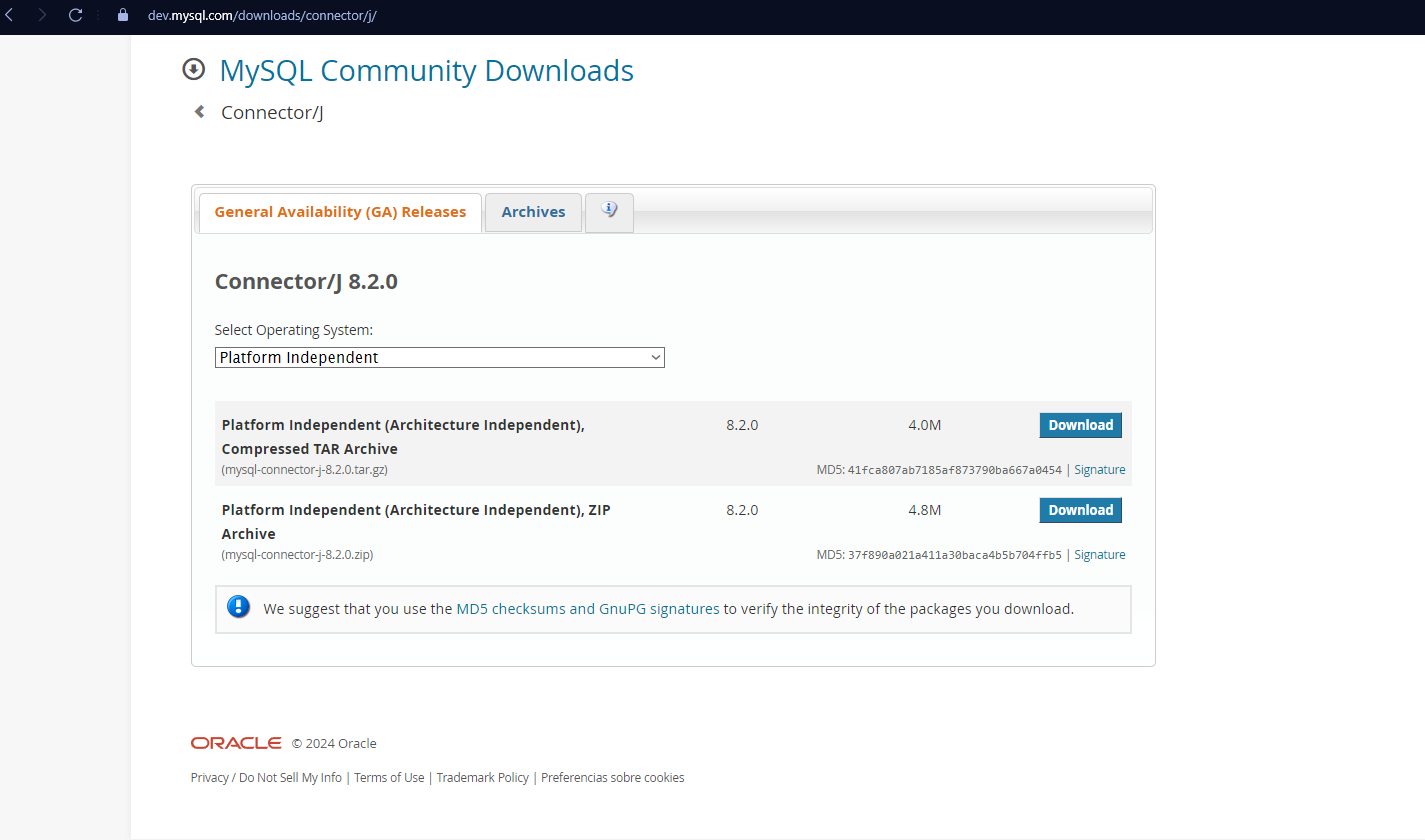 dev.mysql.com/downloads/connector/j/
MySQL Community Downloads
Connector/J
General Availability (GA) Releases
Archives
Connector/J 8.2.0
Select Operating System:
Platform Independent
Platform Independent (Architecture Independent), 8.2.0 4.0M Download
Compressed TAR Archive
(mysql-connector-j-8.2.0.tar.gz) MD5: 41fca807ab7185af873790ba667a0454 | Signature
Platform Independent (Architecture Independent), ZIP 8.2.0 4.8M Download
Archive
(mysql-connector-j-8.2.0.zip) MD5: 37f890a021a411a30baca4b5b704ffb5 | Signature
We suggest that you use the MD5 checksums and GnuPG signatures to verify the integrity of the packages you download.
ORACLE © 2024 Oracle
Privacy / Do Not Sell My Info | Terms of Use | Trademark Policy | Preferencias sobre cookies